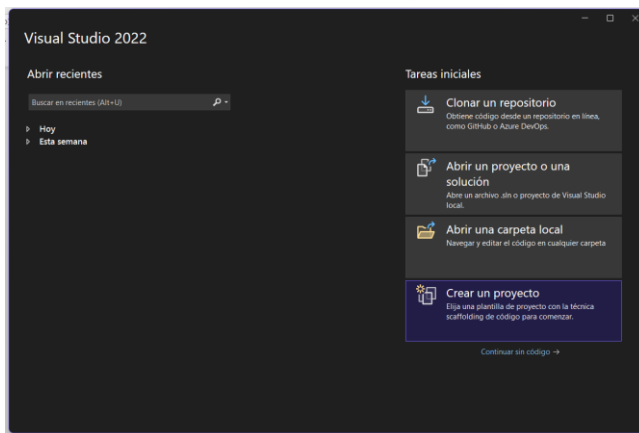 Visual Studio 2022
Abrir recientes
Buscar en recientes (Alt+U)
Hoy
Esta semana
Tareas iniciales
Clonar un repositorio
Obtiene código desde un repositorio en línea,
como GitHub o Azure DevOps.
Abrir un proyecto o una
solución
Abre un archivo .sln o proyecto de Visual Studio
local.
Abrir una carpeta local
Navegar y editar el código en cualquier carpeta
Crear un proyecto
Elija una plantilla de proyecto con la técnica
scaffolding de código para comenzar.
Continuar sin código →